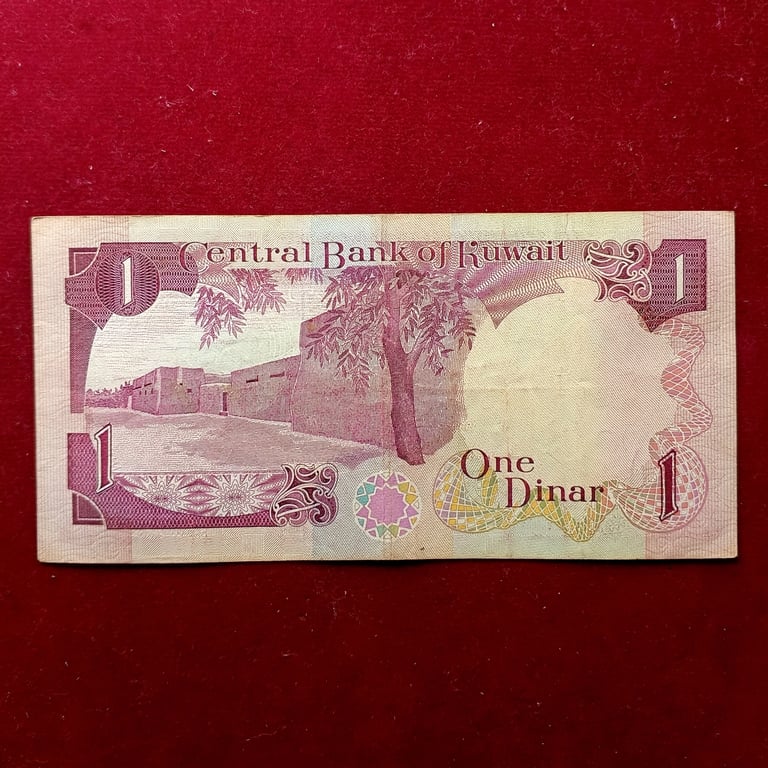 1 Central Bank of Kuwait 1
1
One
Dinar
1